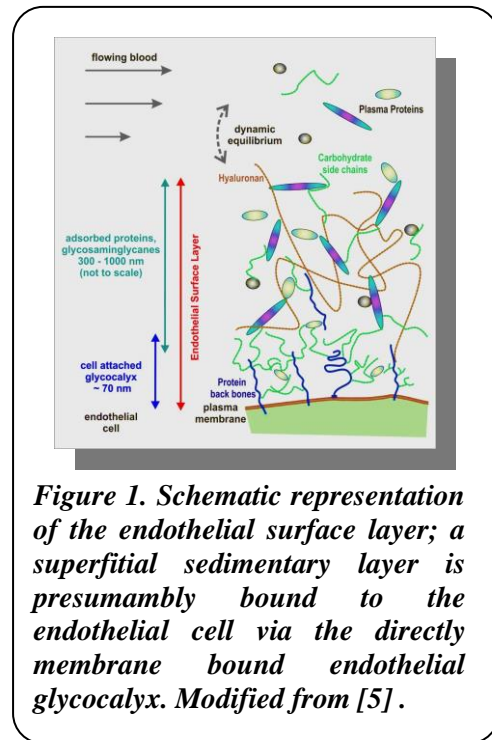 flowing blood
Plasma Proteins
dynamic
equilibrium
Carbohydrate
side chains
Hyaluronan
adsorbed proteins,
glycosaminglycanes
300 - 1000 nm
(not to scale)
Endothelial Surface Layer
cell attached
glycocalyx
~ 70 nm
Protein
back bones
plasma
membrane
endothelial
cell
Figure 1. Schematic representation
of the endothelial surface layer; a
superfitial sedimentary layer is
presumambly bound to the
endothelial cell via the directly
membrane bound endothelial
glycocalyx. Modified from [5] .